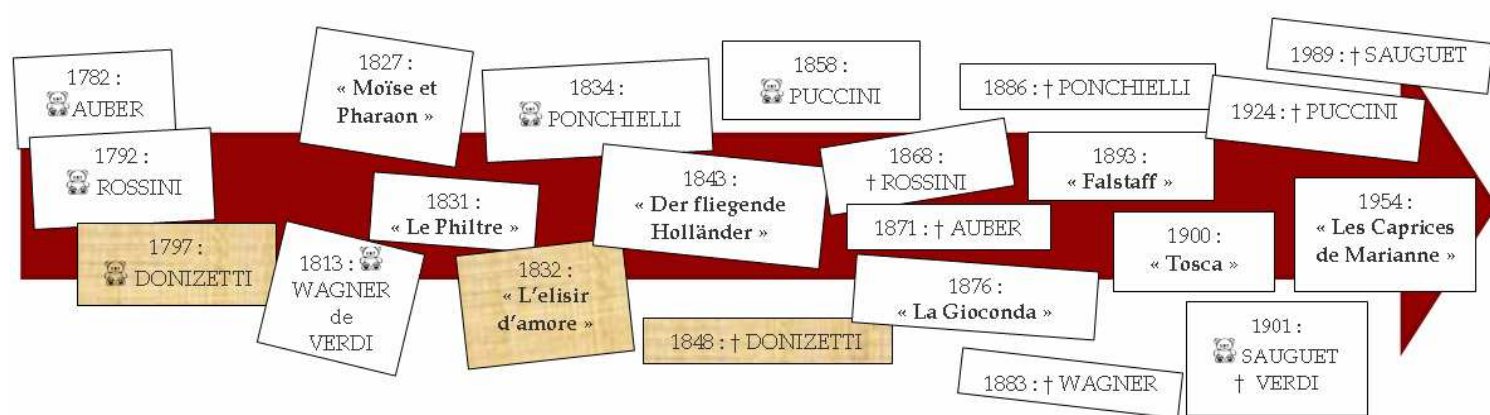 1782 :
AUBER
1792 :
ROSSINI
1797 :
DONIZETTI
1813 :
WAGNER
de
VERDI
1827 :
« Moïse et
Pharaon »
1831 :
« Le Philtre »
1832 :
« L'elisir
d'amore »
1834 :
PONCHIELLI
1843 :
« Der fliegende
Holländer »
1848 : † DONIZETTI
1858 :
PUCCINI
1868 :
† ROSSINI
1871 : † AUBER
1876 :
« La Gioconda »
1883 : † WAGNER
1886 : † PONCHIELLI
1893 :
« Falstaff »
1900 :
« Tosca »
1901 :
SAUGUET
† VERDI
1924 : † PUCCINI
1954 :
« Les Caprices
de Marianne »
1989 : † SAUGUET